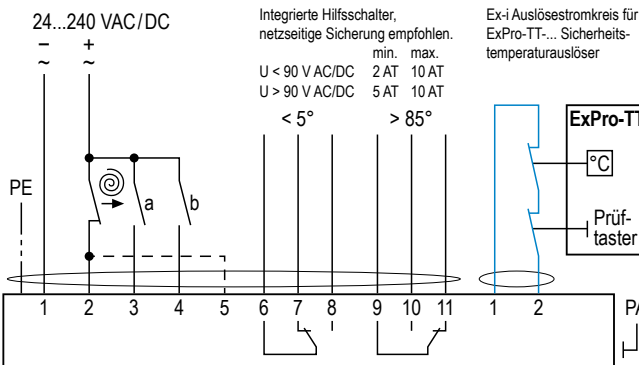 24...240 VAC/DC
– +
~ ~
Integrierte Hilfsschalter,
netzseitige Sicherung empfohlen.
min. max.
U < 90 V AC/DC 2 AT 10 AT
U > 90 V AC/DC 5 AT 10 AT
< 5° > 85°
Ex-i Auslösestromkreis für
ExPro-TT-... Sicherheits-
temperaturauslöser
ExPro-TT
°C
Prüf-
taster
PE
a b
1 2 3 4 5 6 7 8 9 10 11 1 2
PA